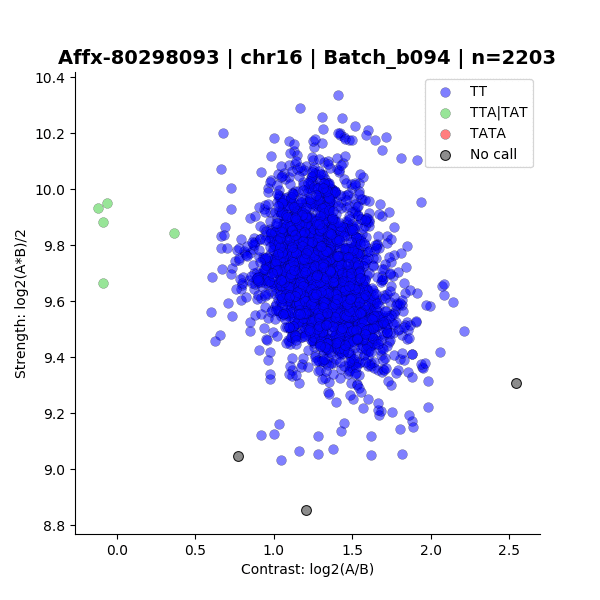 Affx-80298093 | chr16 | Batch_b094 | n=2203
10.4
10.2
10.0
9.8
9.6
9.4
9.2
9.0
8.8
Strength: log2(A*B)/2
TT
TTA|TAT
TATA
No call
0.0 0.5 1.0 1.5 2.0 2.5
Contrast: log2(A/B)